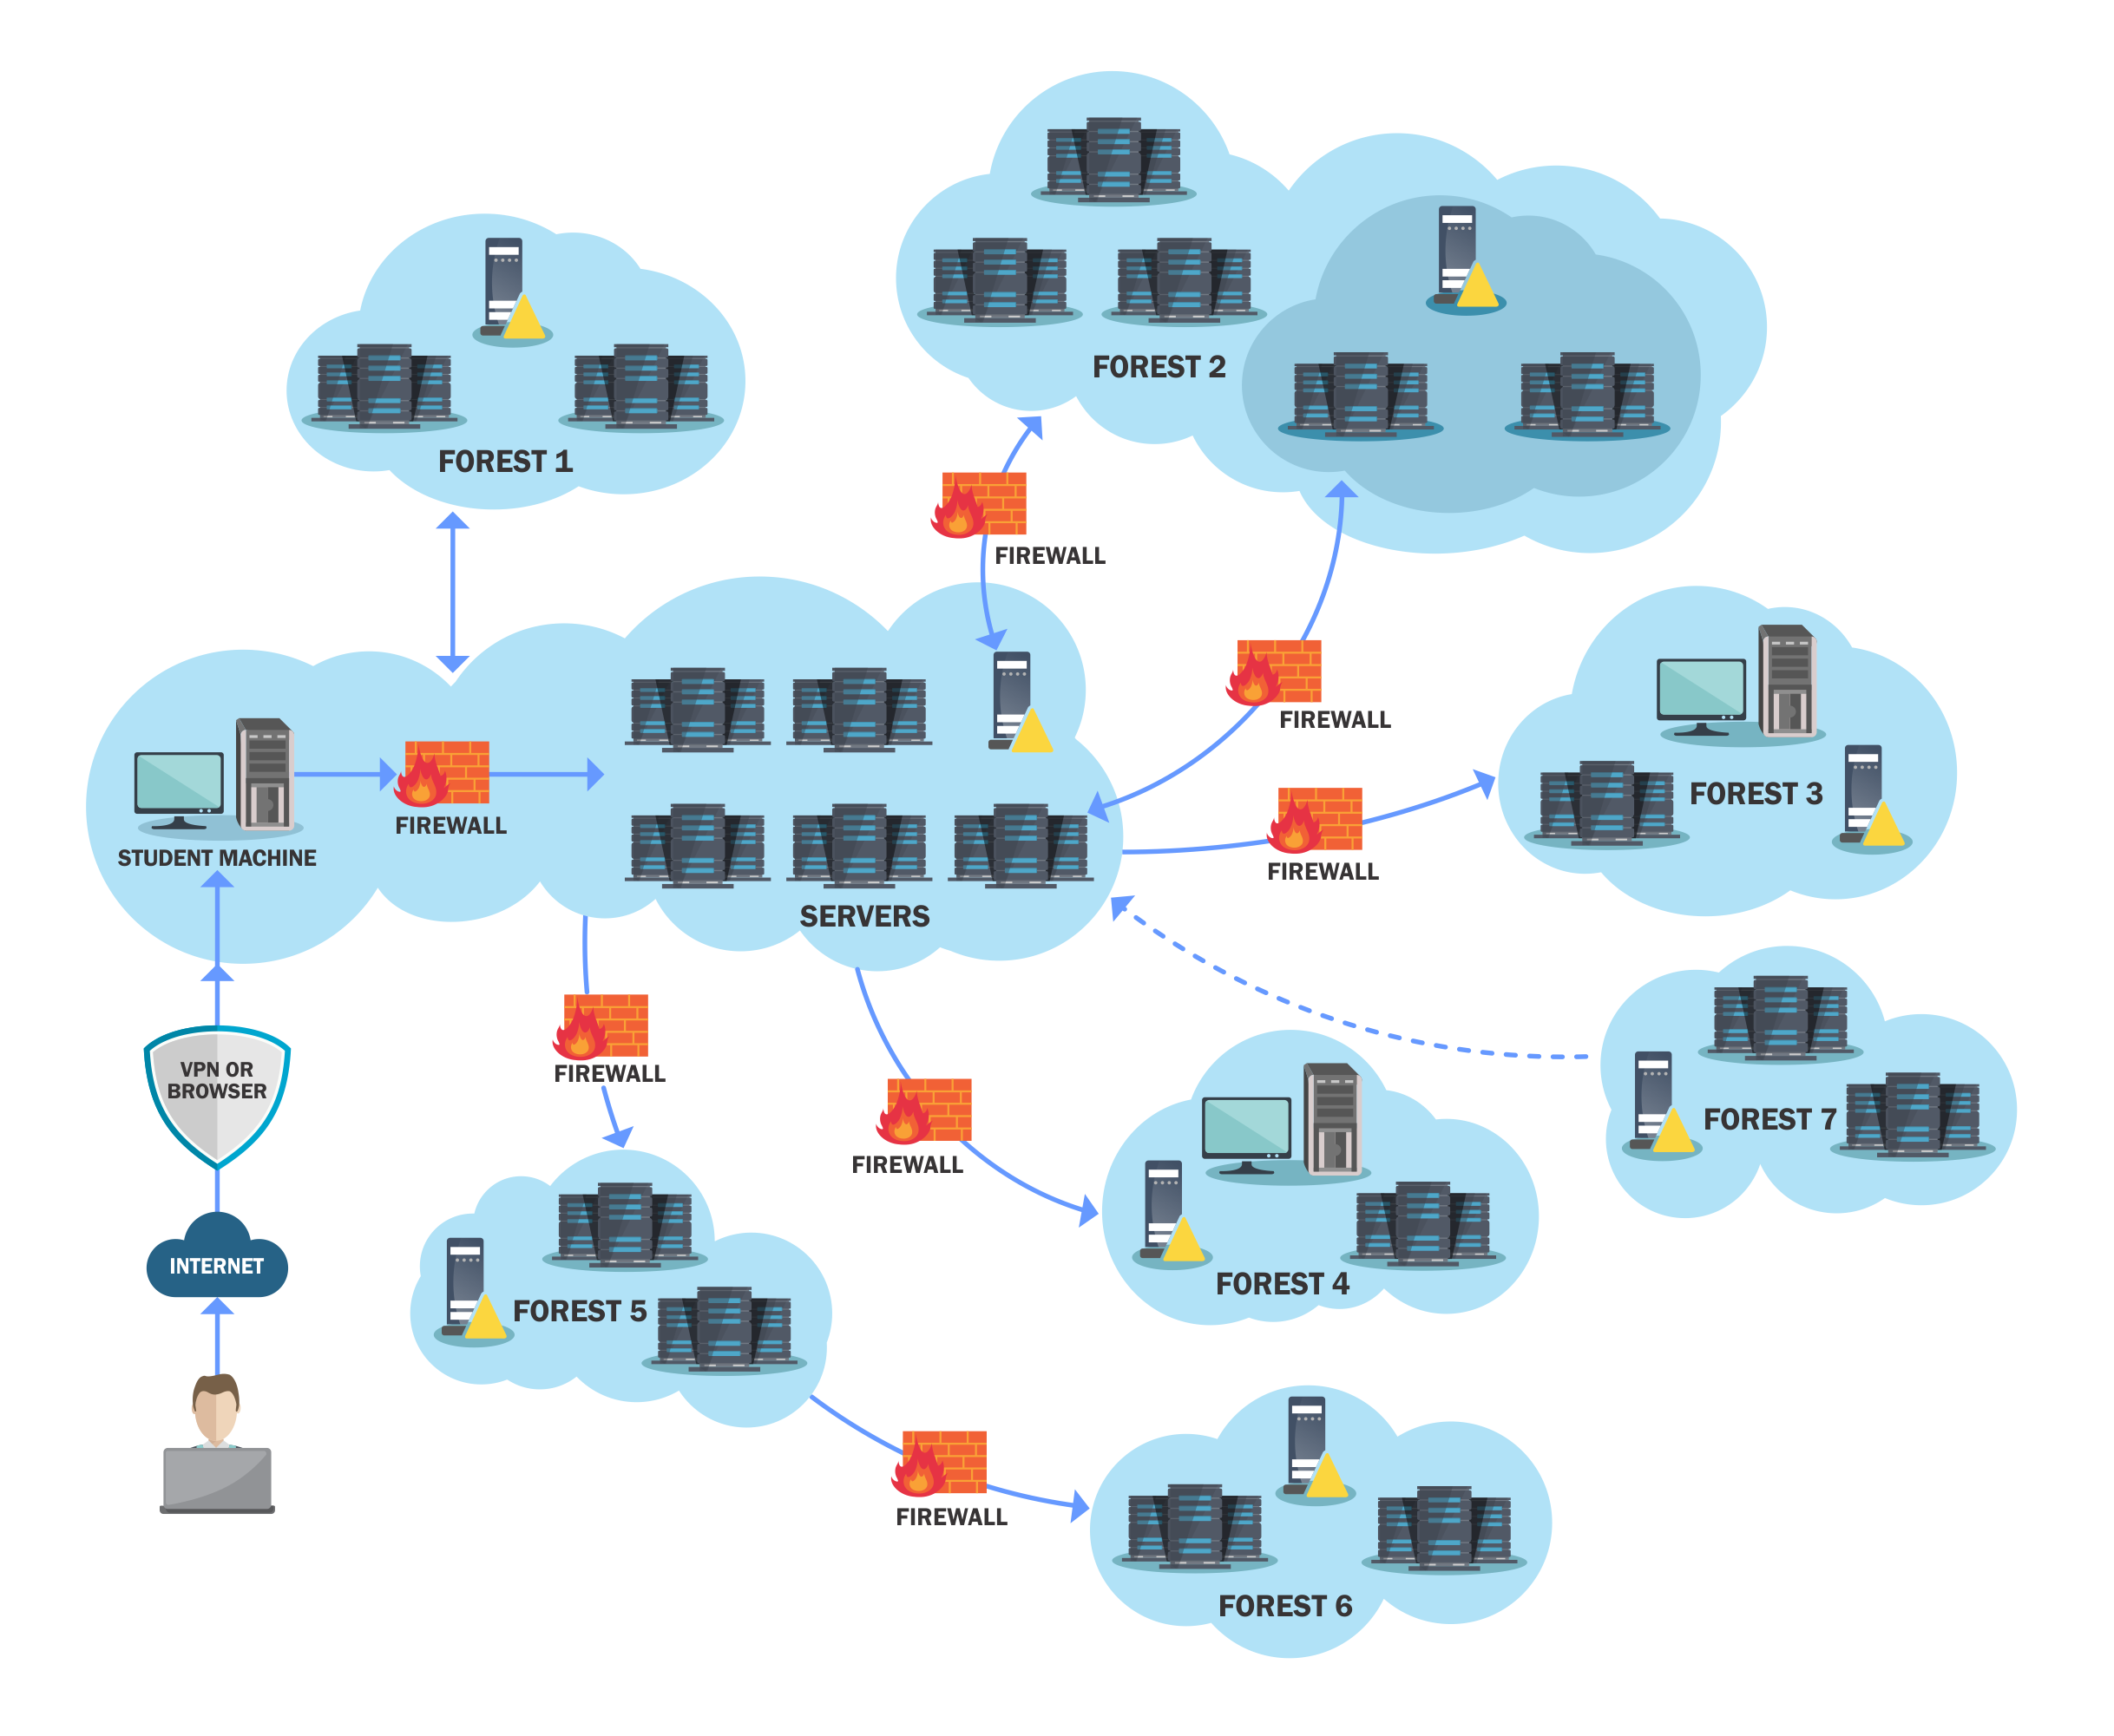 FOREST 1
FOREST 2
FIREWALL
FIREWALL
FOREST 3
FIREWALL
STUDENT MACHINE
FIREWALL
SERVERS
FIREWALL
VPN OR
BROWSER
FIREWALL
FOREST 7
FIREWALL
INTERNET
FOREST 4
FOREST 5
FIREWALL
FOREST 6